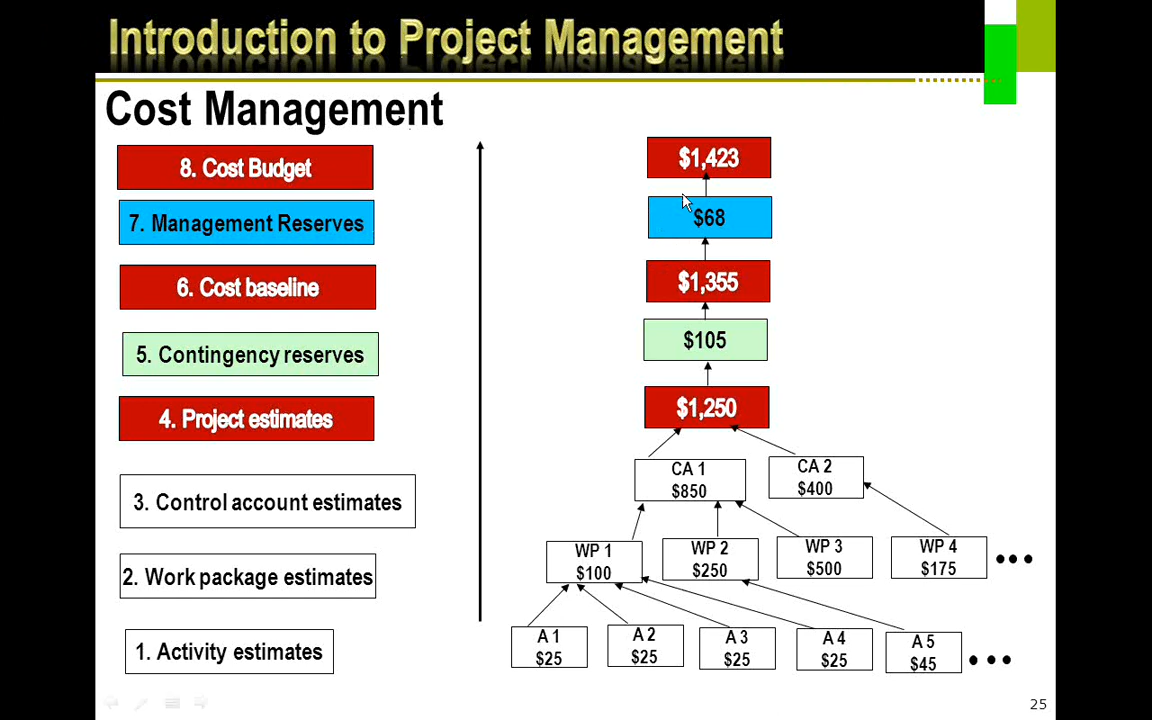 Introduction to Project Management
Cost Management
8. Cost Budget
7. Management Reserves
6. Cost baseline
5. Contingency reserves
4. Project estimates
3. Control account estimates
2. Work package estimates
1. Activity estimates
$1,423
$68
$1,355
$105
$1,250
CA 1
$850
CA 2
$400
WP 1
$100
WP 2
$250
WP 3
$500
WP 4
$175
A 1
$25
A 2
$25
A 3
$25
A 4
$25
A 5
$45
25